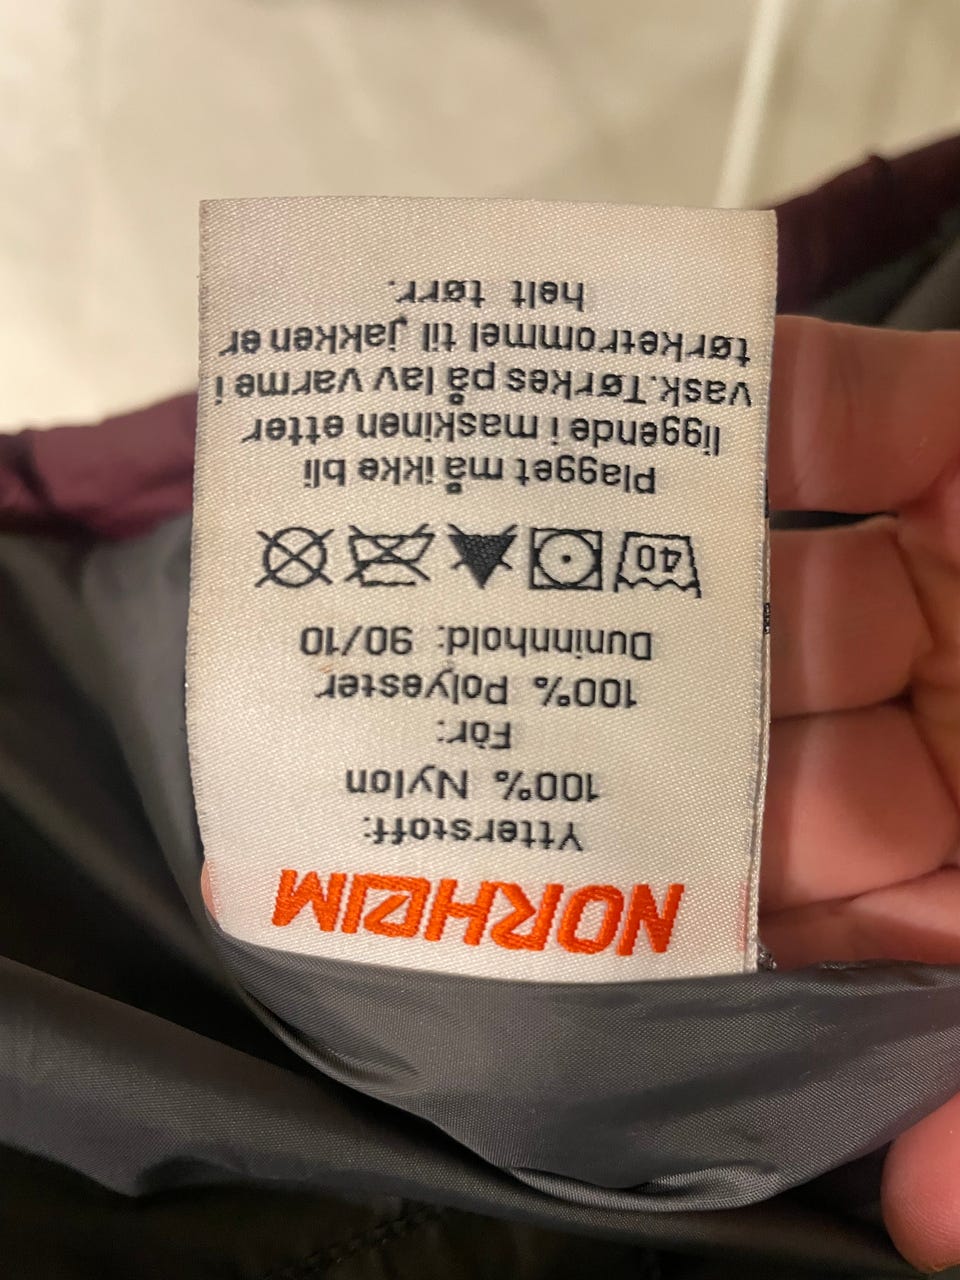 NORHEIM
Ytterstoff:
100% Nylon
Fòr:
100% Polyester
Duninnhold: 90/10
40
Plagget må ikke bli
liggende i maskinen etter
vask.Tørkes på lav varme i
tørketrommel til jakken er
helt tørr.